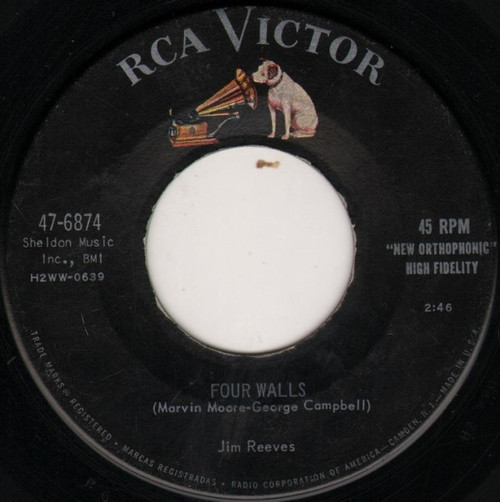 RCA VICTOR
47-6874
Sheldon Music
Inc., BMI
H2WW-0639
45 RPM
"NEW ORTHOPHONIC"
HIGH FIDELITY
2:46
FOUR WALLS
(Marvin Moore-George Campbell)
Jim Reeves
TRADE MARKS ® REGISTERED • MARCAS REGISTRADAS • RADIO CORPORATION OF AMERICA—CAMDEN, N.J.—MADE IN U.S.A.